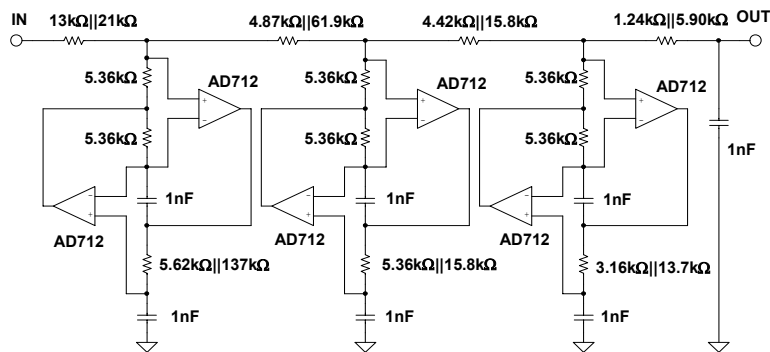 IN
13kΩ||21kΩ
4.87kΩ||61.9kΩ
4.42kΩ||15.8kΩ
1.24kΩ||5.90kΩ
OUT
5.36kΩ
AD712
5.36kΩ
AD712
5.36kΩ
AD712
+
−
+
−
+
−
5.36kΩ
5.36kΩ
5.36kΩ
1nF
−
+
1nF
−
+
1nF
−
+
1nF
AD712
AD712
AD712
5.62kΩ||137kΩ
5.36kΩ||15.8kΩ
3.16kΩ||13.7kΩ
1nF
1nF
1nF